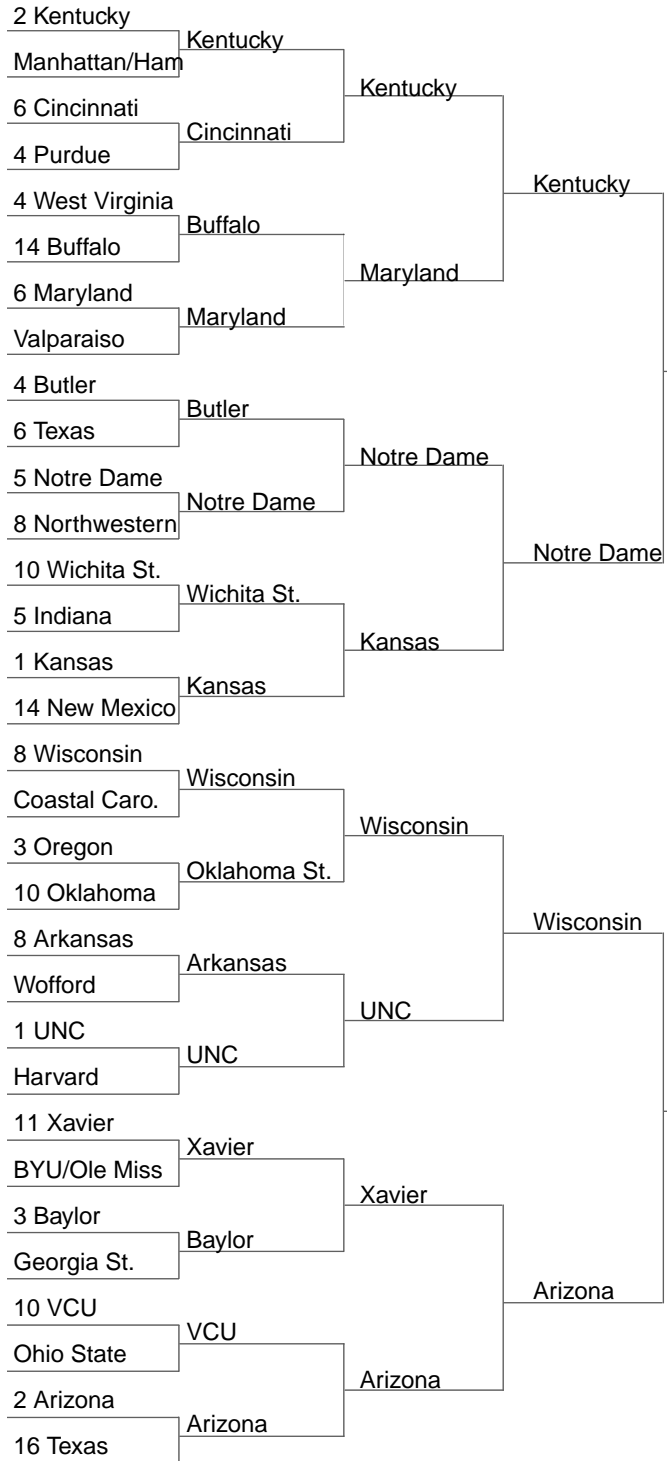 2 Kentucky
Manhattan/Ham
6 Cincinnati
4 Purdue
4 West Virginia
14 Buffalo
6 Maryland
Valparaiso
4 Butler
6 Texas
5 Notre Dame
8 Northwestern
10 Wichita St.
5 Indiana
1 Kansas
14 New Mexico
8 Wisconsin
Coastal Caro.
3 Oregon
10 Oklahoma
8 Arkansas
Wofford
1 UNC
Harvard
11 Xavier
BYU/Ole Miss
3 Baylor
Georgia St.
10 VCU
Ohio State
2 Arizona
16 Texas
Kentucky
Cincinnati
Buffalo
Maryland
Butler
Notre Dame
Wichita St.
Kansas
Wisconsin
Oklahoma St.
Arkansas
UNC
Xavier
Baylor
VCU
Arizona
Kentucky
Maryland
Notre Dame
Kansas
Wisconsin
UNC
Xavier
Arizona
Kentucky
Notre Dame
Wisconsin
Arizona